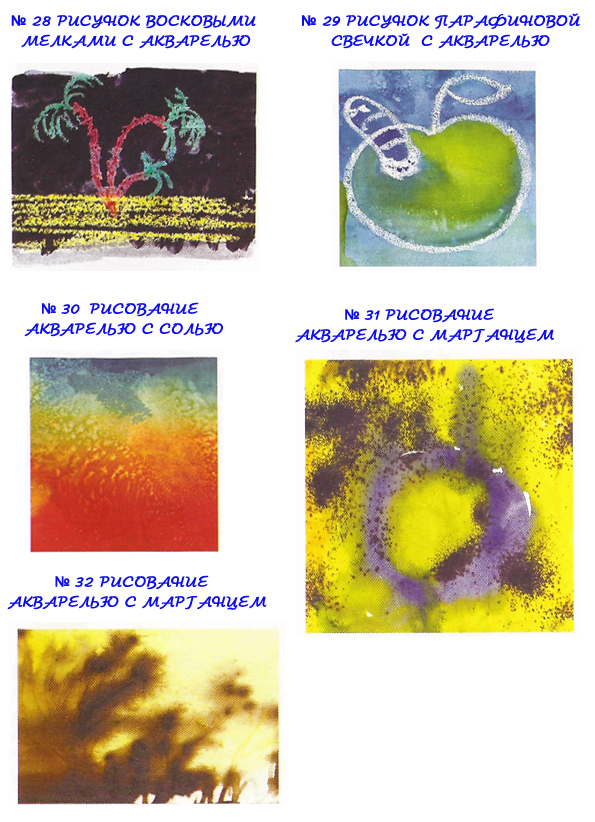 № 28 РИСУНОК ВОСКОВЫМИ
МЕЛКАМИ С АКВАРЕЛЬЮ
№ 29 РИСУНОК ПАРАФИНОВОЙ
СВЕЧКОЙ С АКВАРЕЛЬЮ
№ 30 РИСОВАНИЕ
АКВАРЕЛЬЮ С СОЛЬЮ
№ 31 РИСОВАНИЕ
АКВАРЕЛЬЮ С МАРГАНЦЕМ
№ 32 РИСОВАНИЕ
АКВАРЕЛЬЮ С МАРГАНЦЕМ